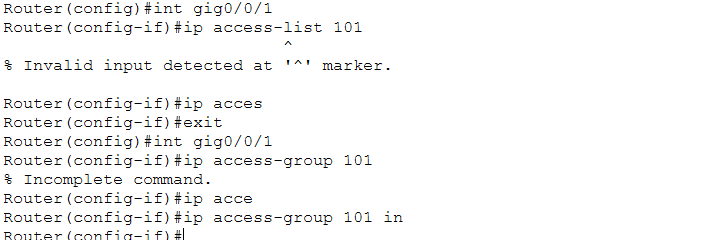 Router(config)#int gig0/0/1
Router(config-if)#ip access-list 101
^
% Invalid input detected at '^' marker.
Router(config-if)#ip acces
Router(config-if)#exit
Router(config)#int gig0/0/1
Router(config-if)#ip access-group 101
% Incomplete command.
Router(config-if)#ip acce
Router(config-if)#ip access-group 101 in
Router(config-if)#